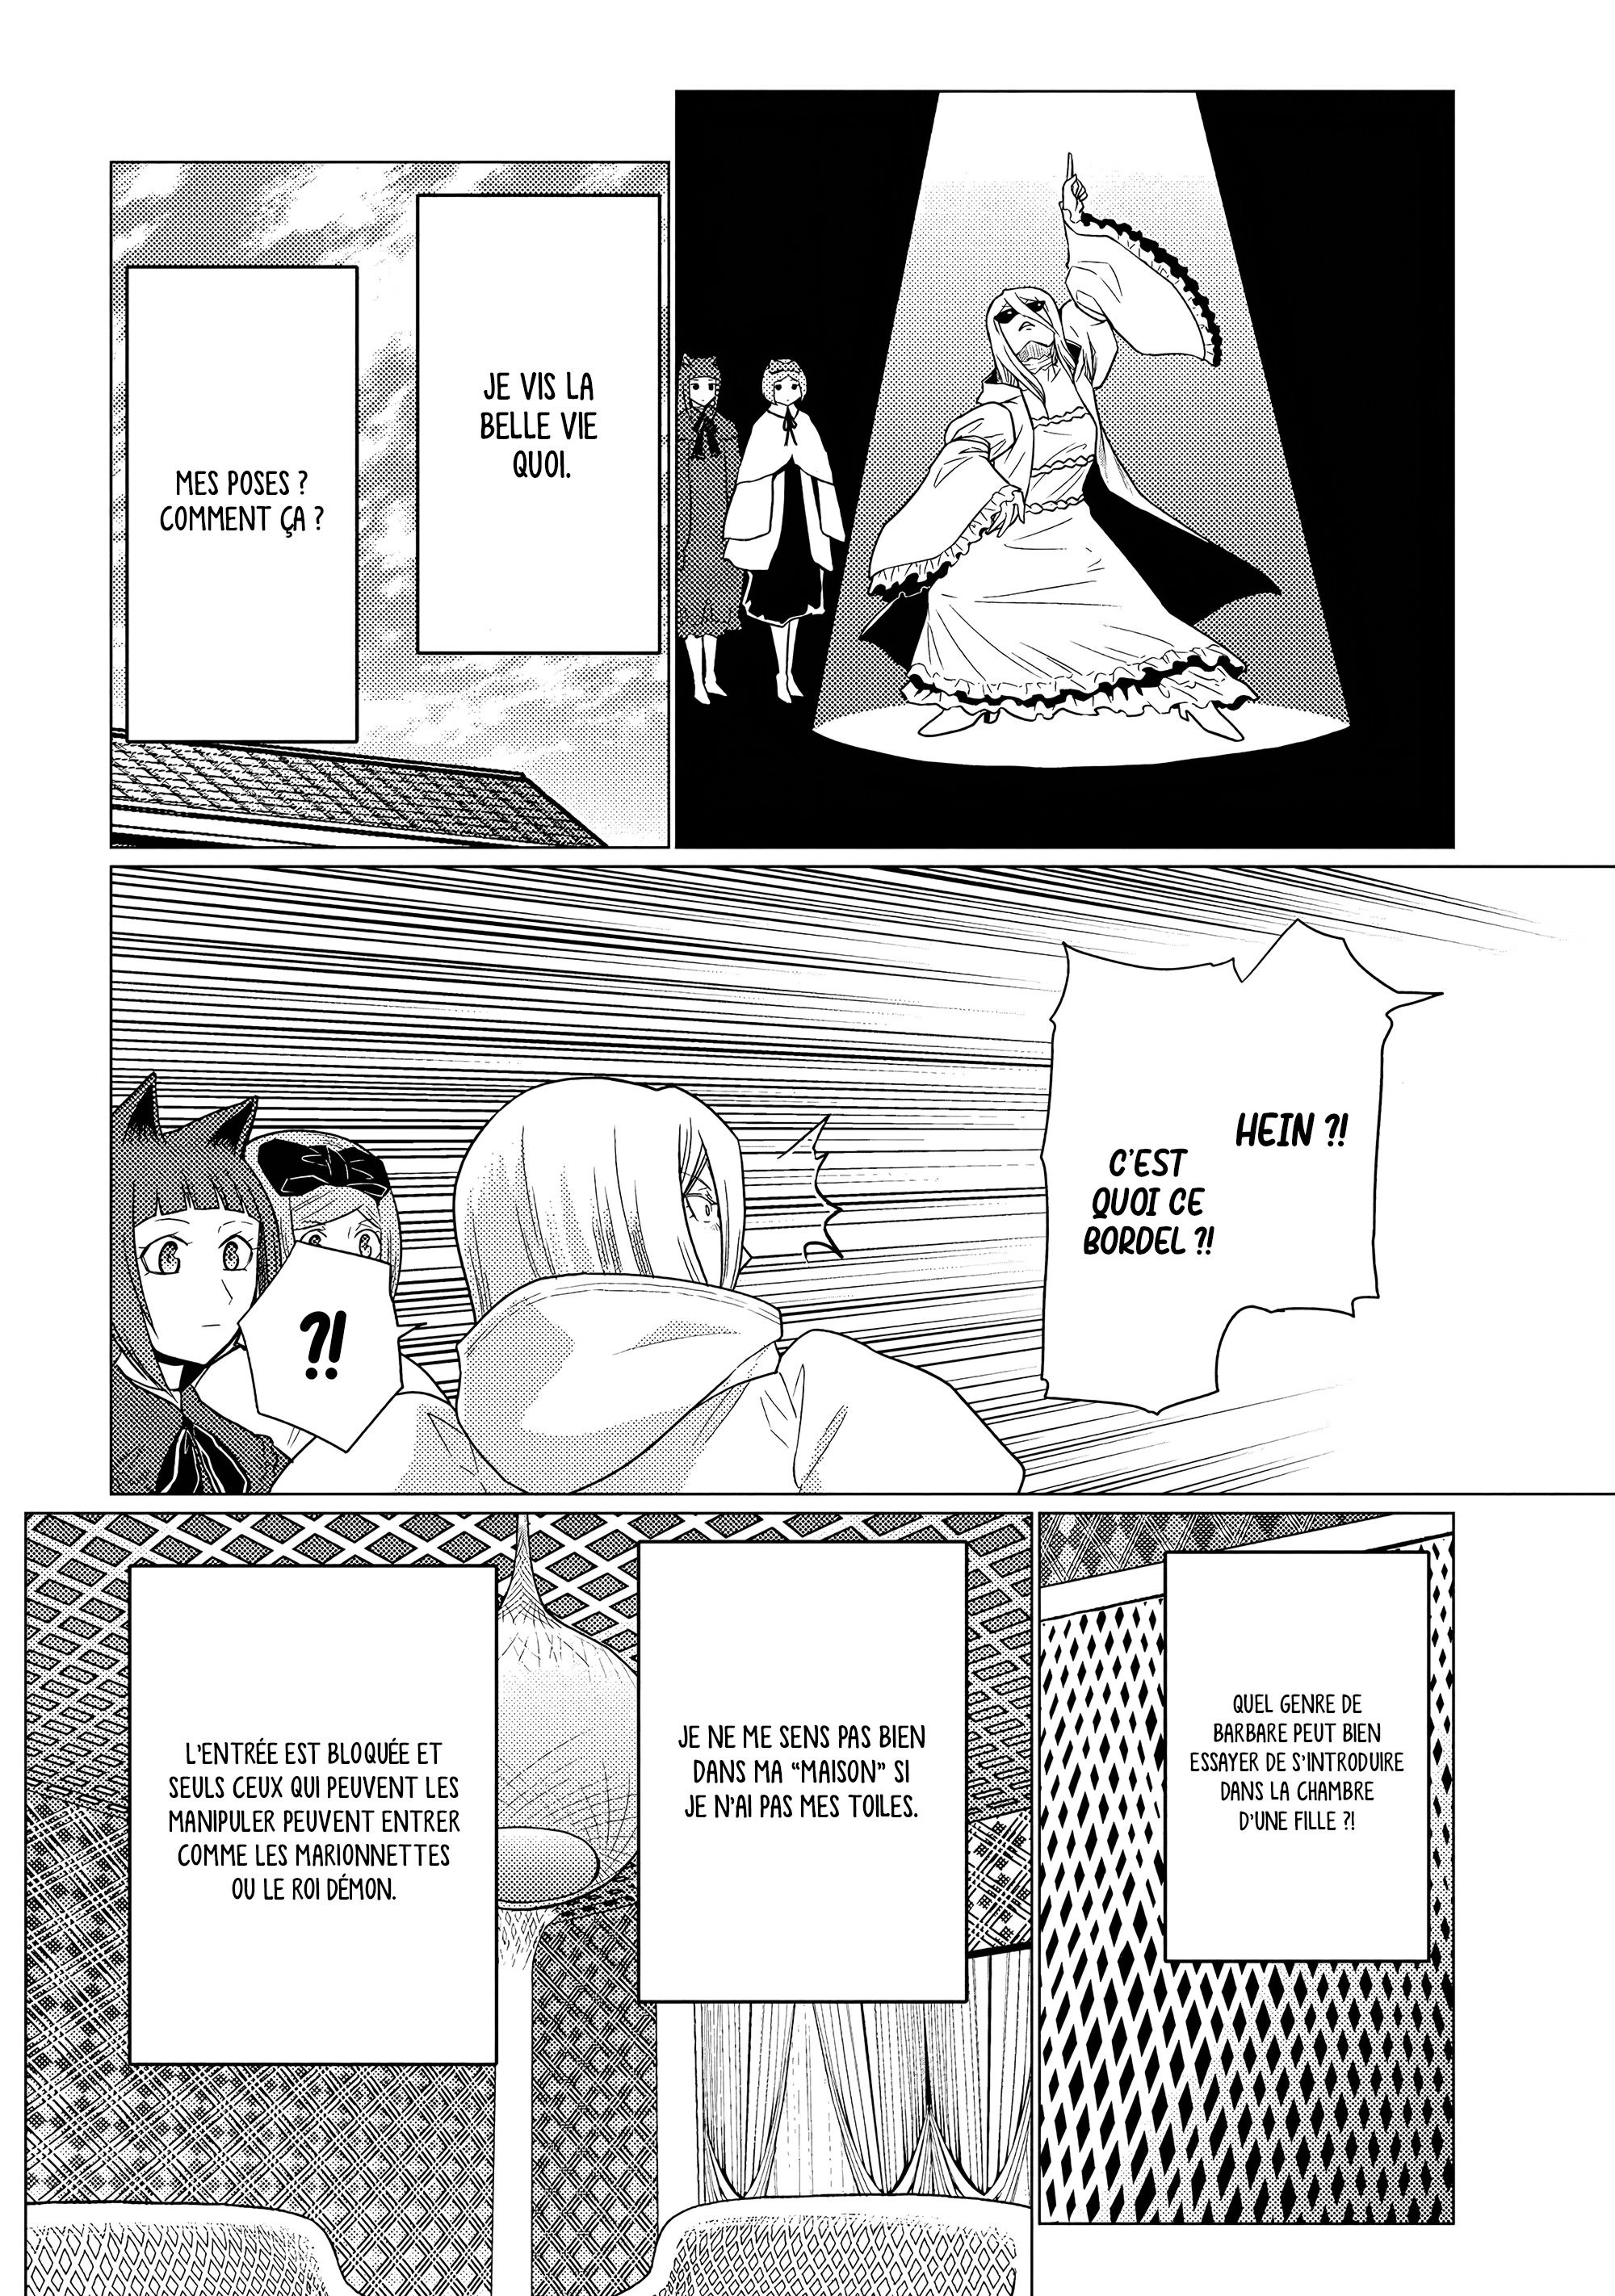 JE VIS LA
BELLE VIE
QUOI.
MES POSES ?
COMMENT ÇA ?
HEIN ?!
C'EST
QUOI CE
BORDEL ?!
?!
QUEL GENRE DE
BARBARE PEUT BIEN
ESSAYER DE S'INTRODUIRE
DANS LA CHAMBRE
D'UNE FILLE ?!
JE NE ME SENS PAS BIEN
DANS MA “MAISON” SI
JE N'AI PAS MES TOILES.
L'ENTRÉE EST BLOQUÉE ET
SEULS CEUX QUI PEUVENT LES
MANIPULER PEUVENT ENTRER
COMME LES MARIONNETTES
OU LE ROI DÉMON.